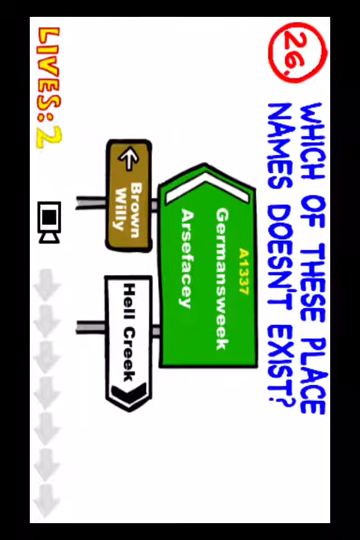 26.
WHICH OF THESE PLACE
NAMES DOESN'T EXIST?
A1337
Germansweek
Arsefacey
Brown
Willy
Hell Creek
LIVES:2